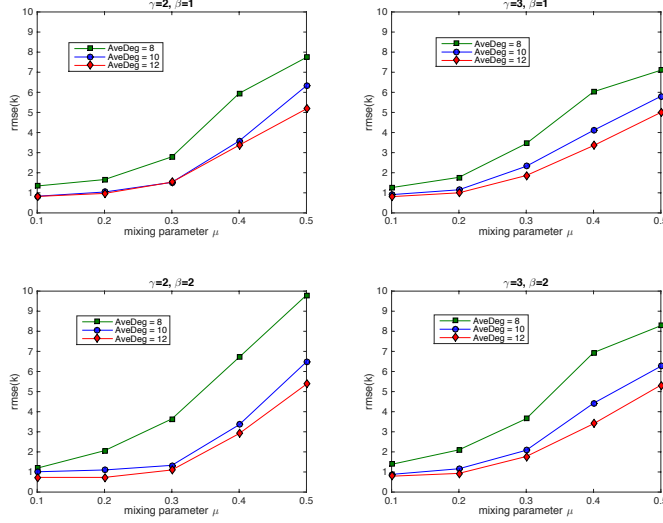 γ=2, β=1
10
9
8
7
6
5
4
3
2
1
0
rmse(k)
AveDeg = 8
AveDeg = 10
AveDeg = 12
0.1 0.2 0.3 0.4 0.5
mixing parameter μ
γ=3, β=1
10
9
8
7
6
5
4
3
2
1
0
rmse(k)
AveDeg = 8
AveDeg = 10
AveDeg = 12
0.1 0.2 0.3 0.4 0.5
mixing parameter μ
γ=2, β=2
10
9
8
7
6
5
4
3
2
1
0
rmse(k)
AveDeg = 8
AveDeg = 10
AveDeg = 12
0.1 0.2 0.3 0.4 0.5
mixing parameter μ
γ=3, β=2
10
9
8
7
6
5
4
3
2
1
0
rmse(k)
AveDeg = 8
AveDeg = 10
AveDeg = 12
0.1 0.2 0.3 0.4 0.5
mixing parameter μ